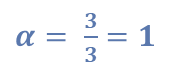 α = 3/3 = 1